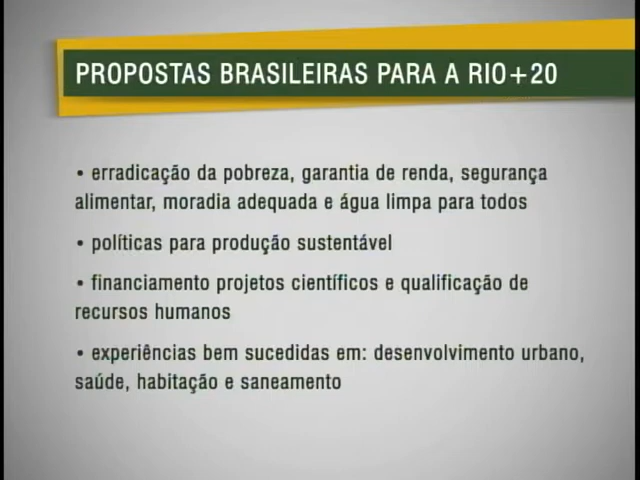 PROPOSTAS BRASILEIRAS PARA A RIO+20
• erradicação da pobreza, garantia de renda, segurança
alimentar, moradia adequada e água limpa para todos
• políticas para produção sustentável
• financiamento projetos científicos e qualificação de
recursos humanos
• experiências bem sucedidas em: desenvolvimento urbano,
saúde, habitação e saneamento